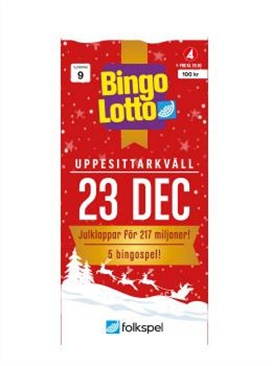 9
4
100 kr
Bingo
Lotto
UPPESITTARKVÄLL
23 DEC
Julklappar för 217 miljoner!
5 bingospel!
folkspel